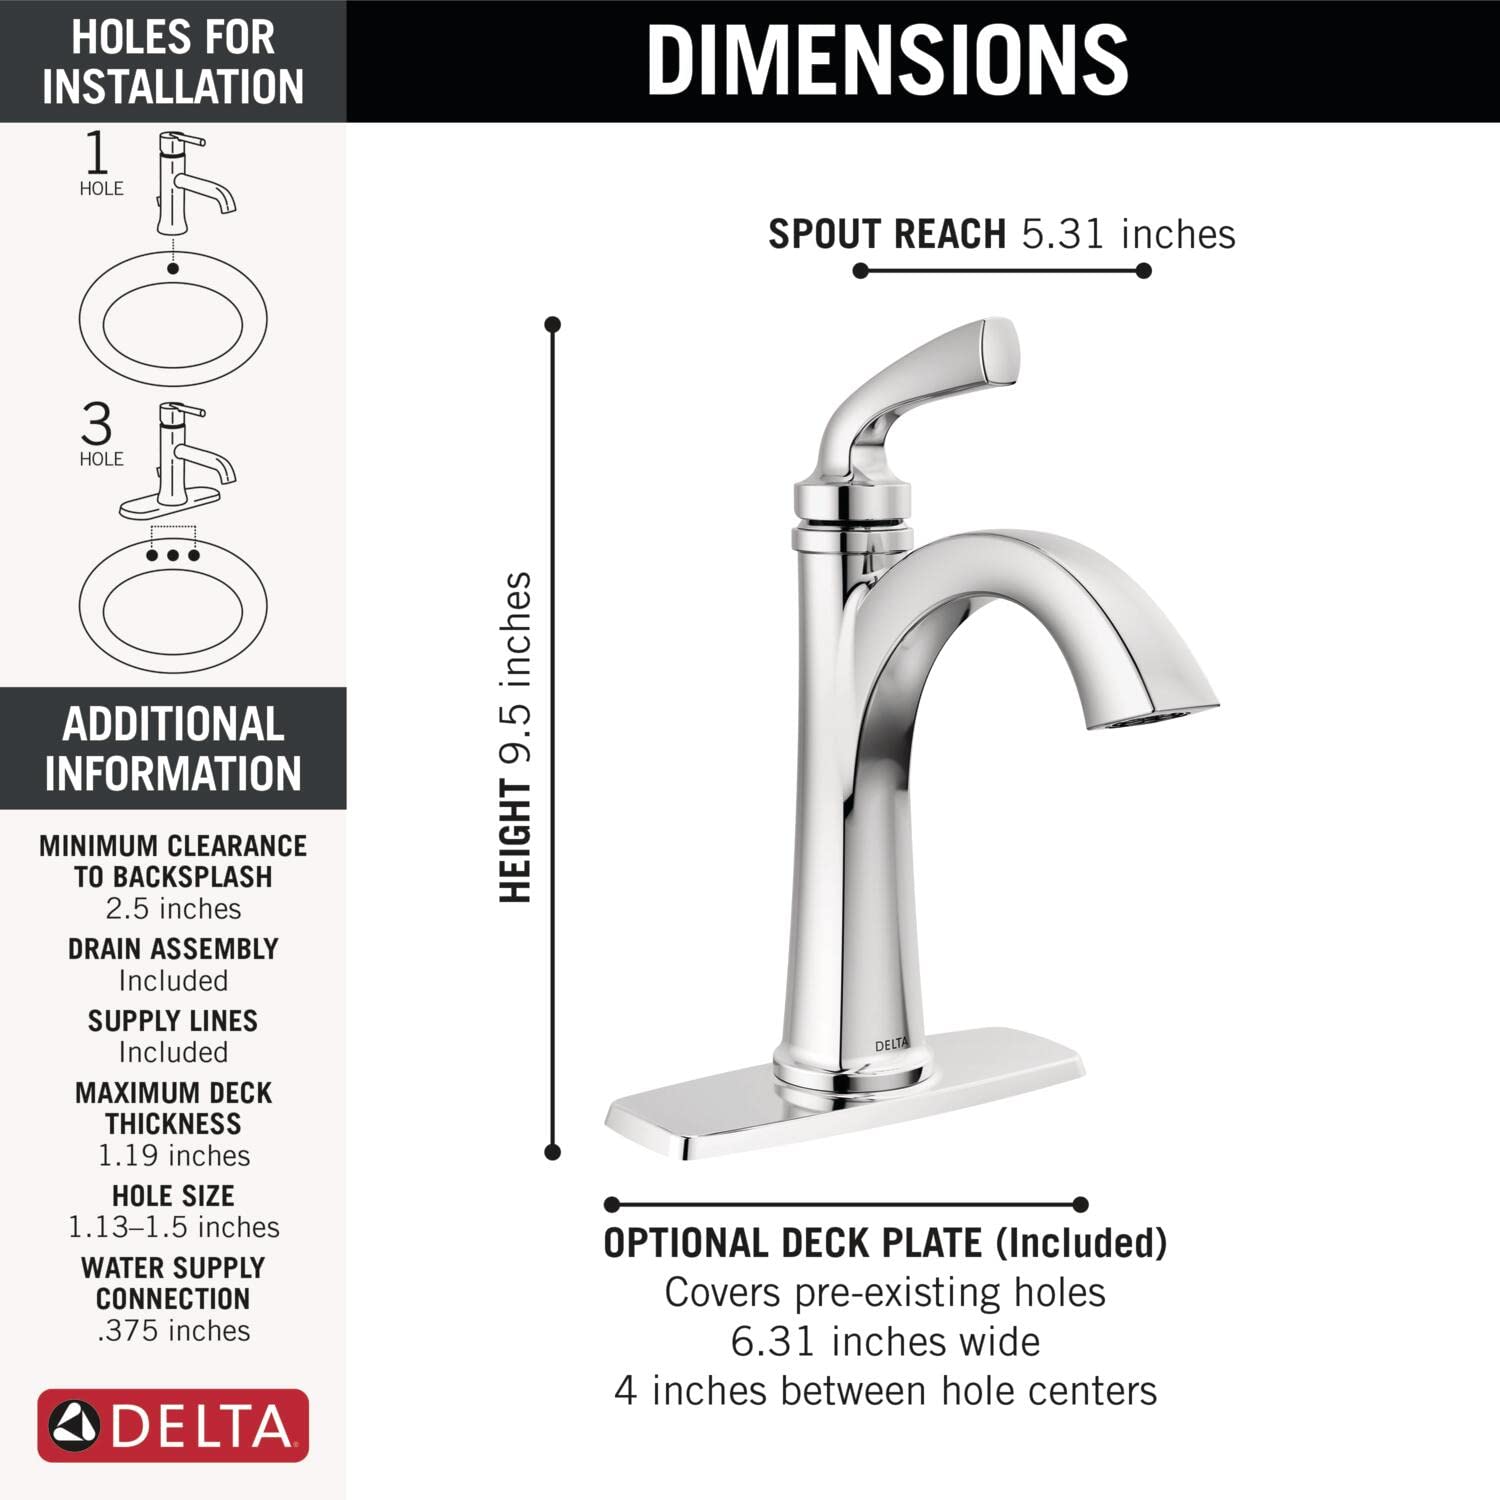 HOLES FOR
INSTALLATION
1
HOLE
3
HOLE
ADDITIONAL
INFORMATION
MINIMUM CLEARANCE
TO BACKSPLASH
2.5 inches
DRAIN ASSEMBLY
Included
SUPPLY LINES
Included
MAXIMUM DECK
THICKNESS
1.19 inches
HOLE SIZE
1.13–1.5 inches
WATER SUPPLY
CONNECTION
.375 inches
DELTA
DIMENSIONS
SPOUT REACH 5.31 inches
HEIGHT 9.5 inches
DELTA
OPTIONAL DECK PLATE (Included)
Covers pre-existing holes
6.31 inches wide
4 inches between hole centers